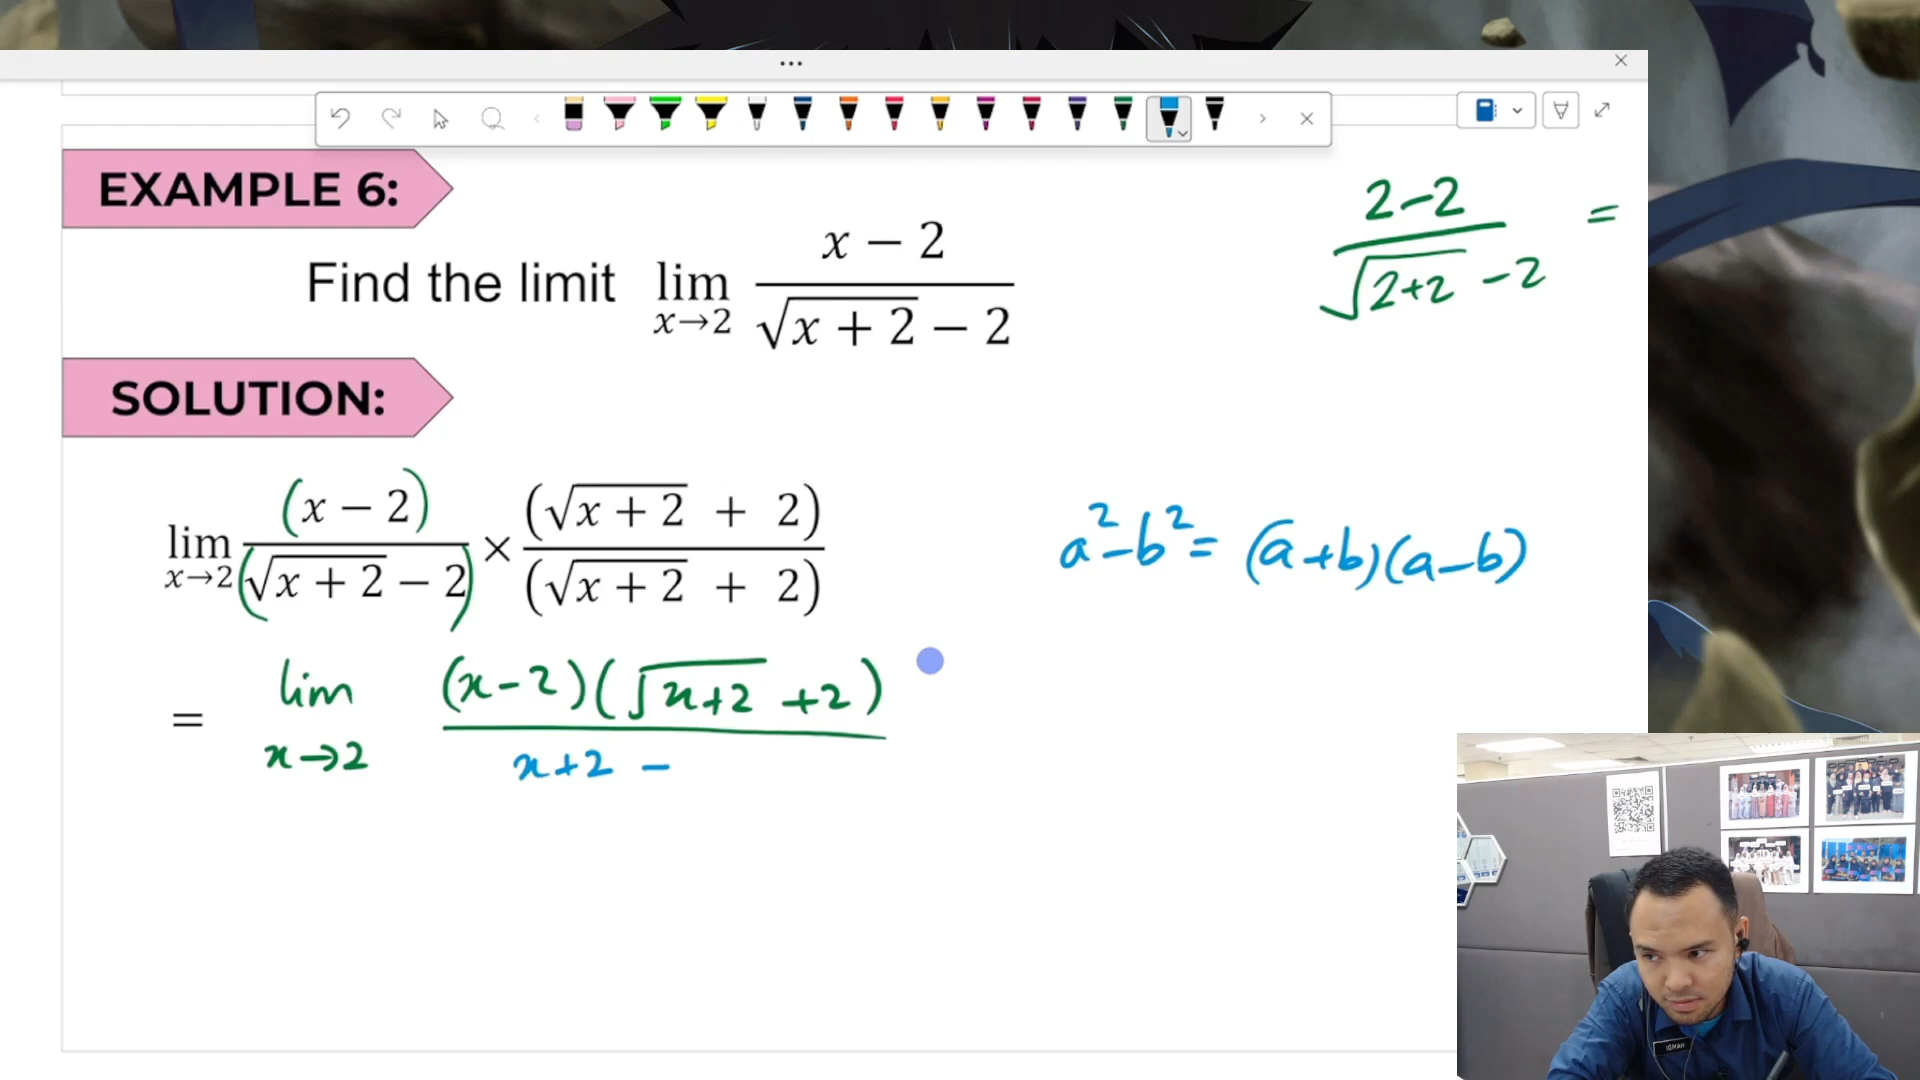 EXAMPLE 6:
Find the limit lim x→2 (x − 2)/(√(x + 2) − 2)
(2−2)/(√(2+2) −2) =
SOLUTION:
lim x→2 (x − 2)/(√(x + 2) − 2) × (√(x + 2) + 2)/(√(x + 2) + 2)
a²−b² = (a+b)(a−b)
= lim x→2 (x−2)(√(x+2) +2)/(x+2 −
IQMAH